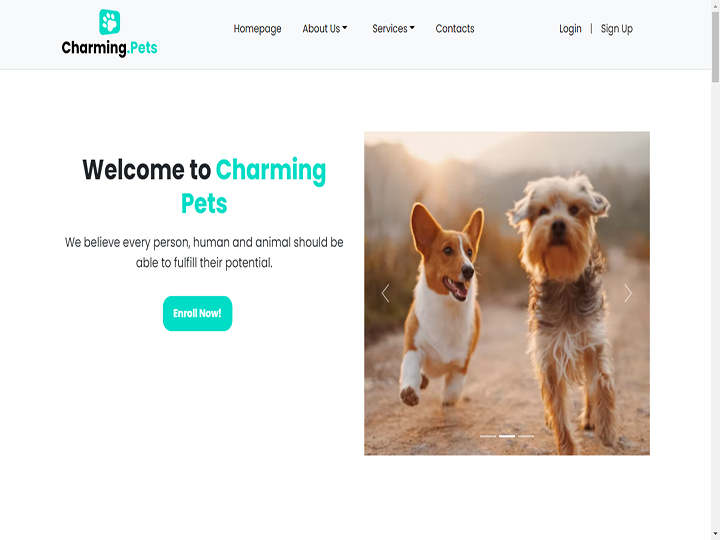 Charming.Pets
Homepage
About Us
Services
Contacts
Login | Sign Up
Welcome to Charming
Pets
We believe every person, human and animal should be
able to fulfill their potential.
Enroll Now!